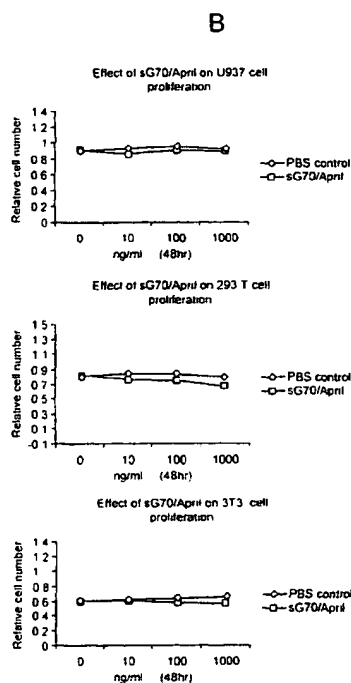 B
Effect of sG70/April on U937 cell
proliferation
Relative cell number
1 4
1 2
1
0 8
0 6
0 4
0 2
0
0 10 100 1000
ng/ml (48hr)
PBS control
sG70/April
Effect of sG70/April on 293 T cell
proliferation
Relative cell number
1 5
1 3
1 1
0 9
0 7
0 5
0 3
0 1
-0 1
0 10 100 1000
ng/ml (48hr)
PBS control
sG70/April
Effect of sG70/April on 3T3 cell
proliferation
Relative cell number
1 4
1 2
1
0 8
0 6
0 4
0 2
0
0 10 100 1000
ng/ml (48hr)
PBS control
sG70/April